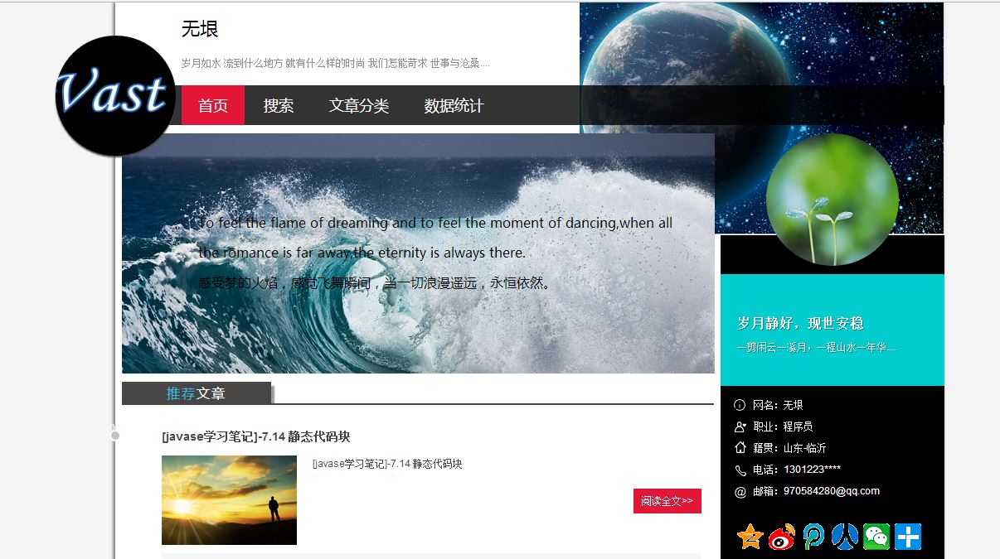 无垠
岁月如水 流到什么地方 就有什么样的时尚 我们怎能苛求 世事与沧桑....
Vast
首页 搜索 文章分类 数据统计
To feel the flame of dreaming and to feel the moment of dancing,when all
the romance is far away,the eternity is always there.
感受梦的火焰，感觉飞舞瞬间，当一切浪漫遥远，永恒依然。
岁月静好，现世安稳
一剪闲云一溪月，一程山水一年华....
推荐文章
[javase学习笔记]-7.14 静态代码块
[javase学习笔记]-7.14 静态代码块
阅读全文>>
网名：无垠
职业：程序员
籍贯：山东-临沂
电话：1301223****
邮箱：970584280@qq.com